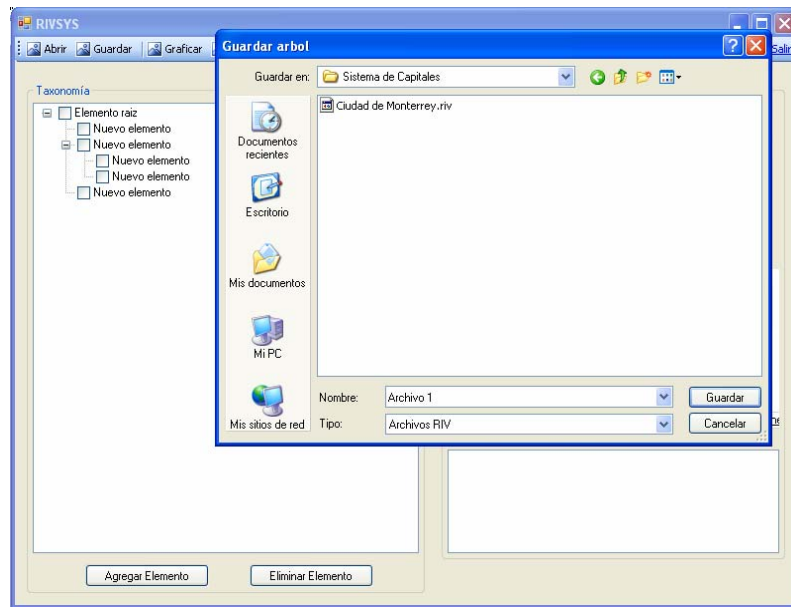 RIVSYS
Abrir Guardar Graficar Salir
Guardar arbol
Guardar en: Sistema de Capitales
Ciudad de Monterrey.riv
Documentos recientes
Escritorio
Mis documentos
Mi PC
Mis sitios de red
Nombre: Archivo 1 Guardar
Tipo: Archivos RIV Cancelar
Taxonomía
Elemento raiz
Nuevo elemento
Nuevo elemento
Nuevo elemento
Nuevo elemento
Nuevo elemento
Agregar Elemento Eliminar Elemento